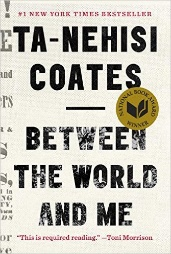 #1 NEW YORK TIMES BESTSELLER
TA-NEHISI
COATES
NATIONAL BOOK AWARD
WINNER
BETWEEN
THE WORLD
AND ME
"This is required reading."—Toni Morrison